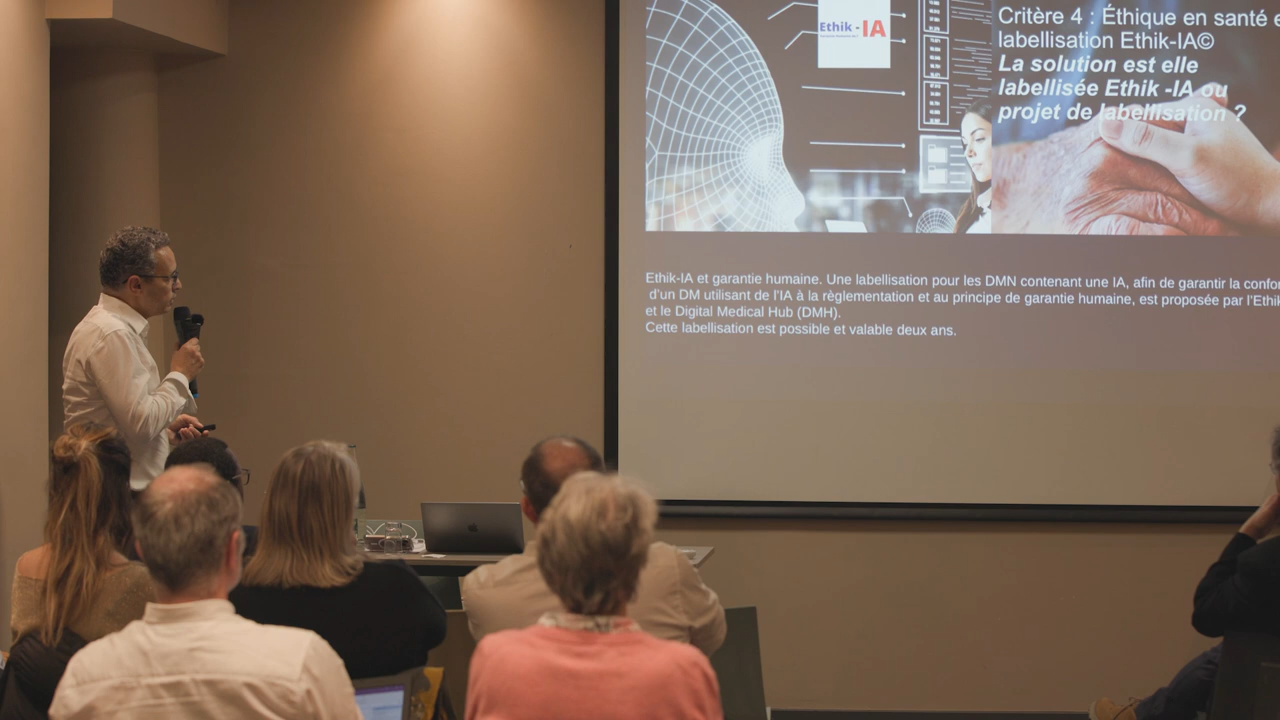 Ethik-IA
Critère 4 : Éthique en santé e
labellisation Ethik-IA©
La solution est elle
labellisée Ethik -IA ou
projet de labellisation ?
Ethik-IA et garantie humaine. Une labellisation pour les DMN contenant une IA, afin de garantir la confor
d'un DM utilisant de l'IA à la règlementation et au principe de garantie humaine, est proposée par l'Ethik
et le Digital Medical Hub (DMH).
Cette labellisation est possible et valable deux ans.